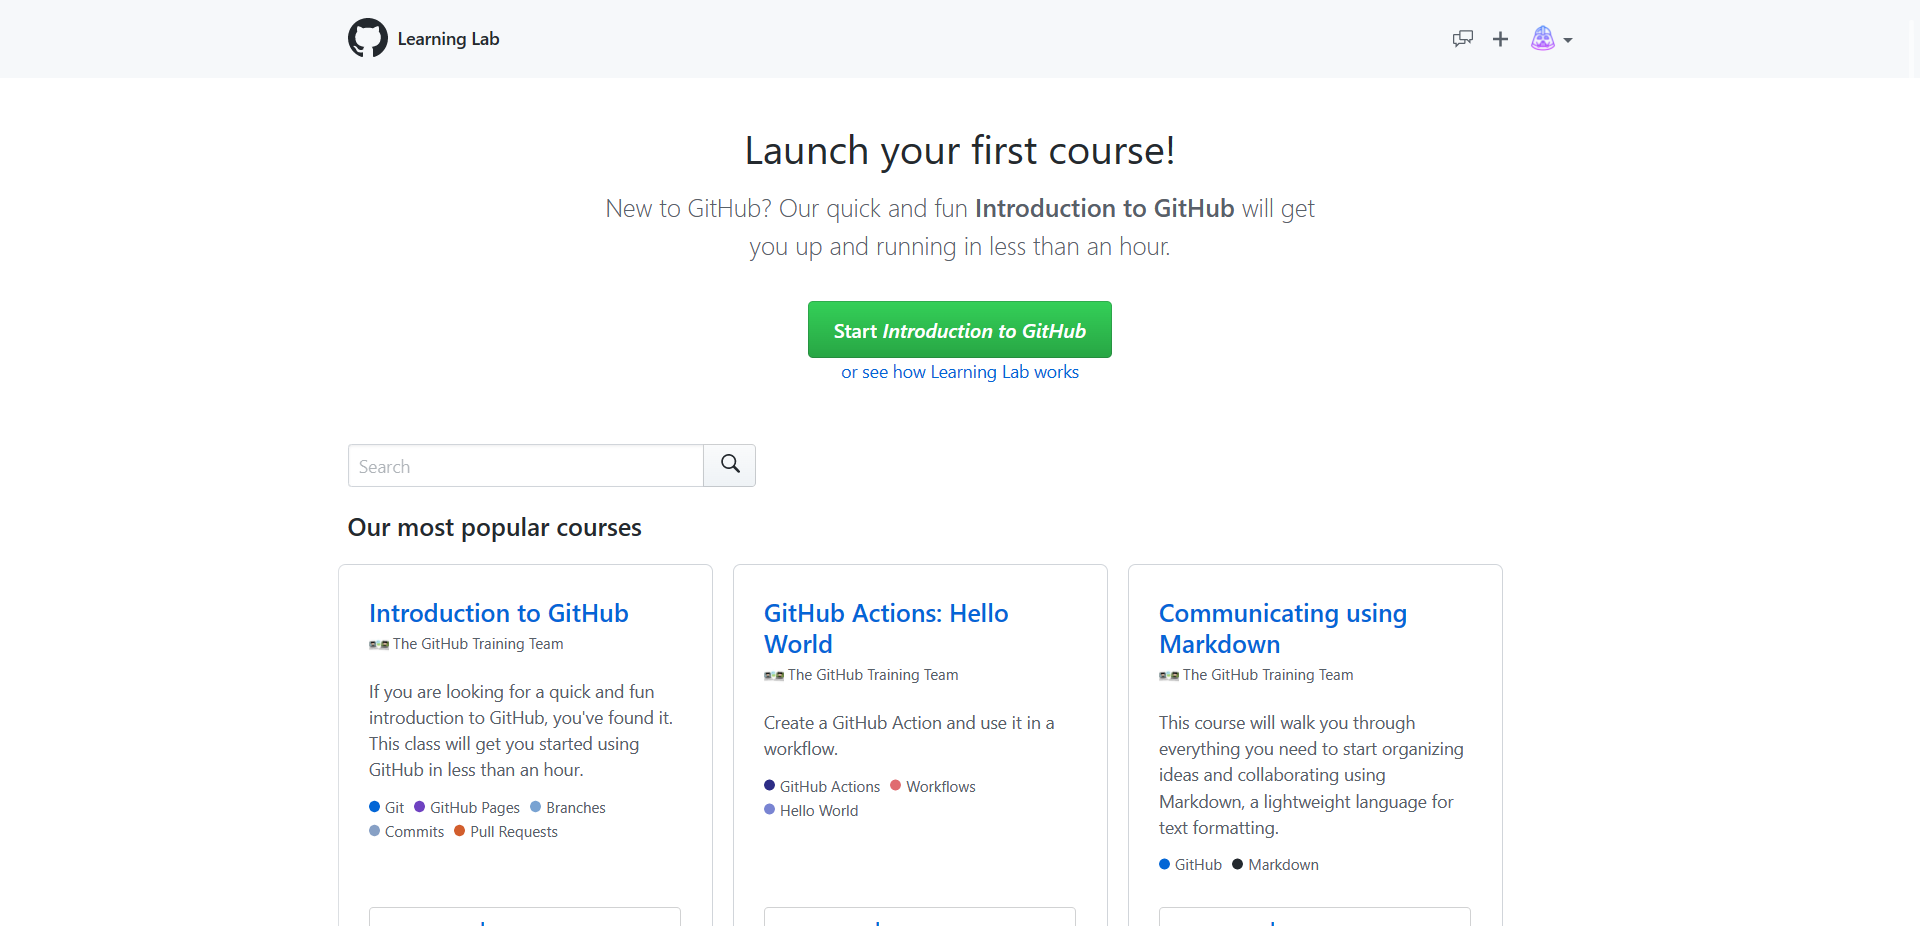 Learning Lab
Launch your first course!
New to GitHub? Our quick and fun Introduction to GitHub will get
you up and running in less than an hour.
Start Introduction to GitHub
or see how Learning Lab works
Search
Our most popular courses
Introduction to GitHub
The GitHub Training Team
If you are looking for a quick and fun
introduction to GitHub, you've found it.
This class will get you started using
GitHub in less than an hour.
Git GitHub Pages Branches
Commits Pull Requests
GitHub Actions: Hello
World
The GitHub Training Team
Create a GitHub Action and use it in a
workflow.
GitHub Actions Workflows
Hello World
Communicating using
Markdown
The GitHub Training Team
This course will walk you through
everything you need to start organizing
ideas and collaborating using
Markdown, a lightweight language for
text formatting.
GitHub Markdown